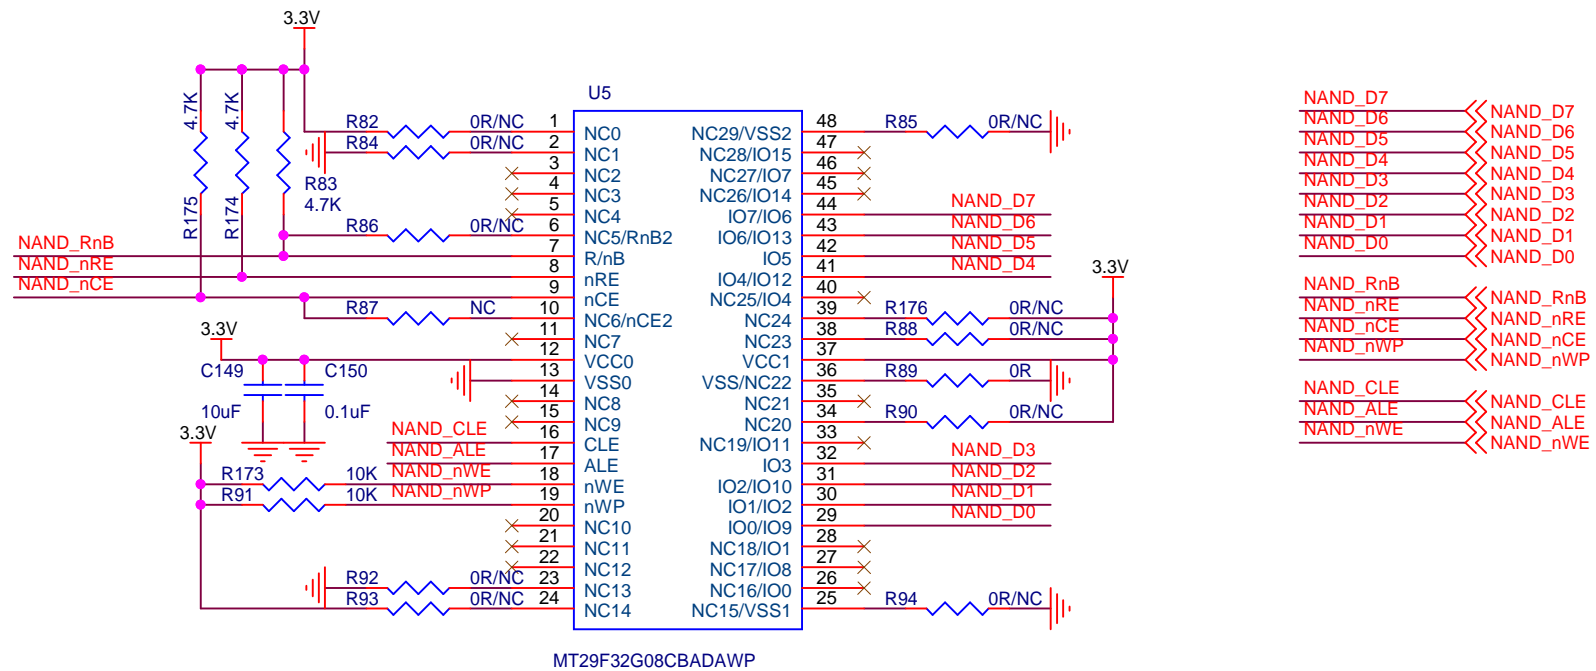 3.3V
U5
4.7K 4.7K
R175 R174
R83
4.7K
R82 0R/NC 1 NC0
R84 0R/NC 2 NC1
3 NC2
4 NC3
5 NC4
R86 0R/NC 6 NC5/RnB2
NAND_RnB 7 R/nB
NAND_nRE 8 nRE
NAND_nCE 9 nCE
R87 NC 10 NC6/nCE2
11 NC7
3.3V
12 VCC0
13 VSS0
C149 C150
10uF 0.1uF
14 NC8
15 NC9
3.3V
NAND_CLE 16 CLE
NAND_ALE 17 ALE
R173 10K NAND_nWE 18 nWE
R91 10K NAND_nWP 19 nWP
20 NC10
21 NC11
22 NC12
R92 0R/NC 23 NC13
R93 0R/NC 24 NC14
NC29/VSS2 48 R85 0R/NC
NC28/IO15 47
NC27/IO7 46
NC26/IO14 45
IO7/IO6 44 NAND_D7
IO6/IO13 43 NAND_D6
IO5 42 NAND_D5
IO4/IO12 41 NAND_D4
3.3V
NC25/IO4 40
NC24 39 R176 0R/NC
NC23 38 R88 0R/NC
VCC1 37
VSS/NC22 36 R89 0R
NC21 35
NC20 34 R90 0R/NC
NC19/IO11 33
IO3 32 NAND_D3
IO2/IO10 31 NAND_D2
IO1/IO2 30 NAND_D1
IO0/IO9 29 NAND_D0
NC18/IO1 28
NC17/IO8 27
NC16/IO0 26
NC15/VSS1 25 R94 0R/NC
MT29F32G08CBADAWP
NAND_D7 NAND_D7
NAND_D6 NAND_D6
NAND_D5 NAND_D5
NAND_D4 NAND_D4
NAND_D3 NAND_D3
NAND_D2 NAND_D2
NAND_D1 NAND_D1
NAND_D0 NAND_D0
NAND_RnB NAND_RnB
NAND_nRE NAND_nRE
NAND_nCE NAND_nCE
NAND_nWP NAND_nWP
NAND_CLE NAND_CLE
NAND_ALE NAND_ALE
NAND_nWE NAND_nWE